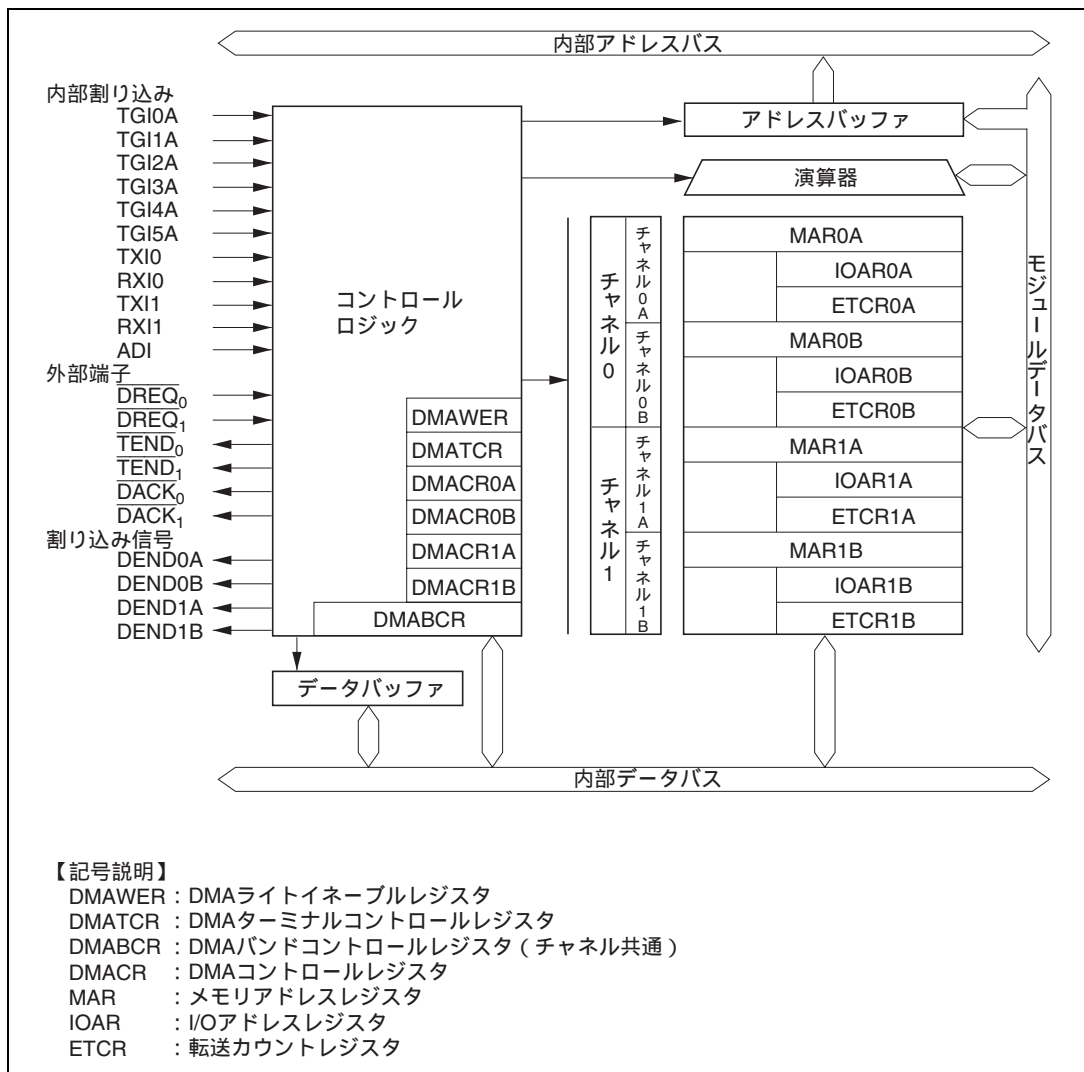 内部アドレスバス
内部割り込み
TGI0A
TGI1A
TGI2A
TGI3A
TGI4A
TGI5A
TXI0
RXI0
TXI1
RXI1
ADI
外部端子
DREQ0
DREQ1
TEND0
TEND1
DACK0
DACK1
割り込み信号
DEND0A
DEND0B
DEND1A
DEND1B
コントロール
ロジック
DMAWER
DMATCR
DMACR0A
DMACR0B
DMACR1A
DMACR1B
DMABCR
データバッファ
アドレスバッファ
演算器
チャネル0
チャネル0A
チャネル0B
チャネル1
チャネル1A
チャネル1B
MAR0A
IOAR0A
ETCR0A
MAR0B
IOAR0B
ETCR0B
MAR1A
IOAR1A
ETCR1A
MAR1B
IOAR1B
ETCR1B
モジュールデータバス
内部データバス
【記号説明】
DMAWER : DMAライトイネーブルレジスタ
DMATCR : DMAターミナルコントロールレジスタ
DMABCR : DMAバンドコントロールレジスタ（チャネル共通）
DMACR : DMAコントロールレジスタ
MAR : メモリアドレスレジスタ
IOAR : I/Oアドレスレジスタ
ETCR : 転送カウントレジスタ